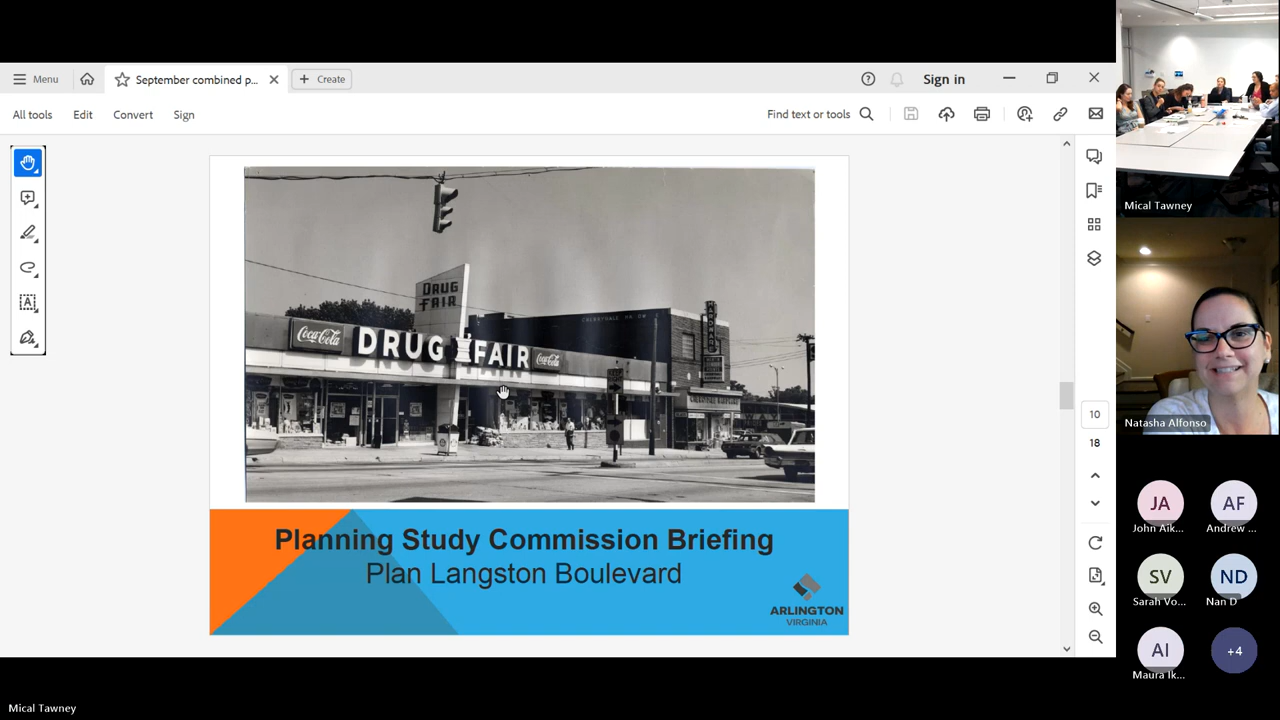 Menu
September combined p...
Create
Sign in
All tools
Edit
Convert
Sign
Find text or tools
DRUG
FAIR
Coca-Cola
DRUG FAIR
Coca-Cola
HARDWARE
Planning Study Commission Briefing
Plan Langston Boulevard
ARLINGTON
VIRGINIA
10
18
Mical Tawney
Natasha Alfonso
JA
John Aik...
AF
Andrew ...
SV
Sarah Vo...
ND
Nan D
AI
Maura Ik...
+4
Mical Tawney